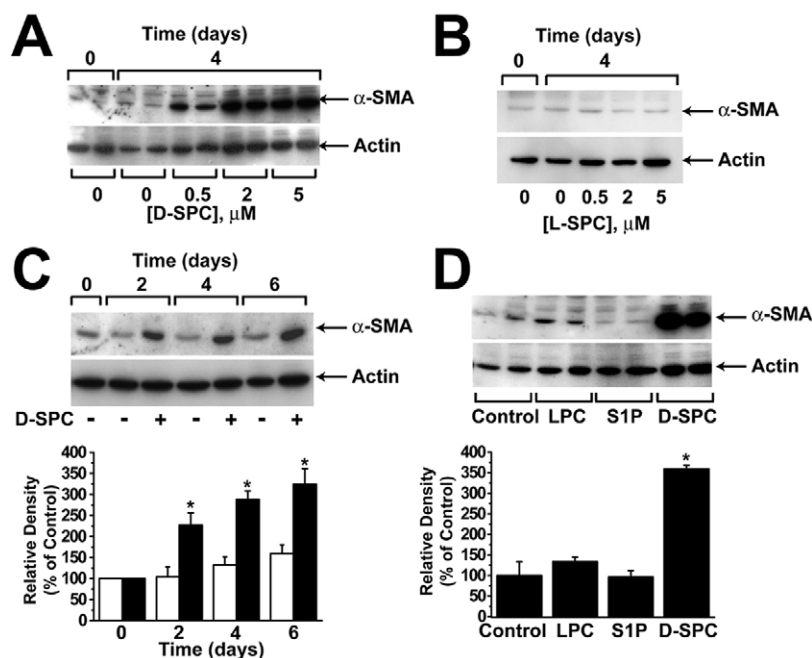 A
Time (days)
0 4
α-SMA
Actin
0 0 0.5 2 5
[D-SPC], μM
B
Time (days)
0 4
α-SMA
Actin
0 0 0.5 2 5
[L-SPC], μM
C
Time (days)
0 2 4 6
α-SMA
Actin
D-SPC - - + - + - +
Relative Density
(% of Control)
400
350
300
250
200
150
100
50
0
* * *
0 2 4 6
Time (days)
D
α-SMA
Actin
Control LPC S1P D-SPC
Relative Density
(% of Control)
400
350
300
250
200
150
100
50
0
*
Control LPC S1P D-SPC